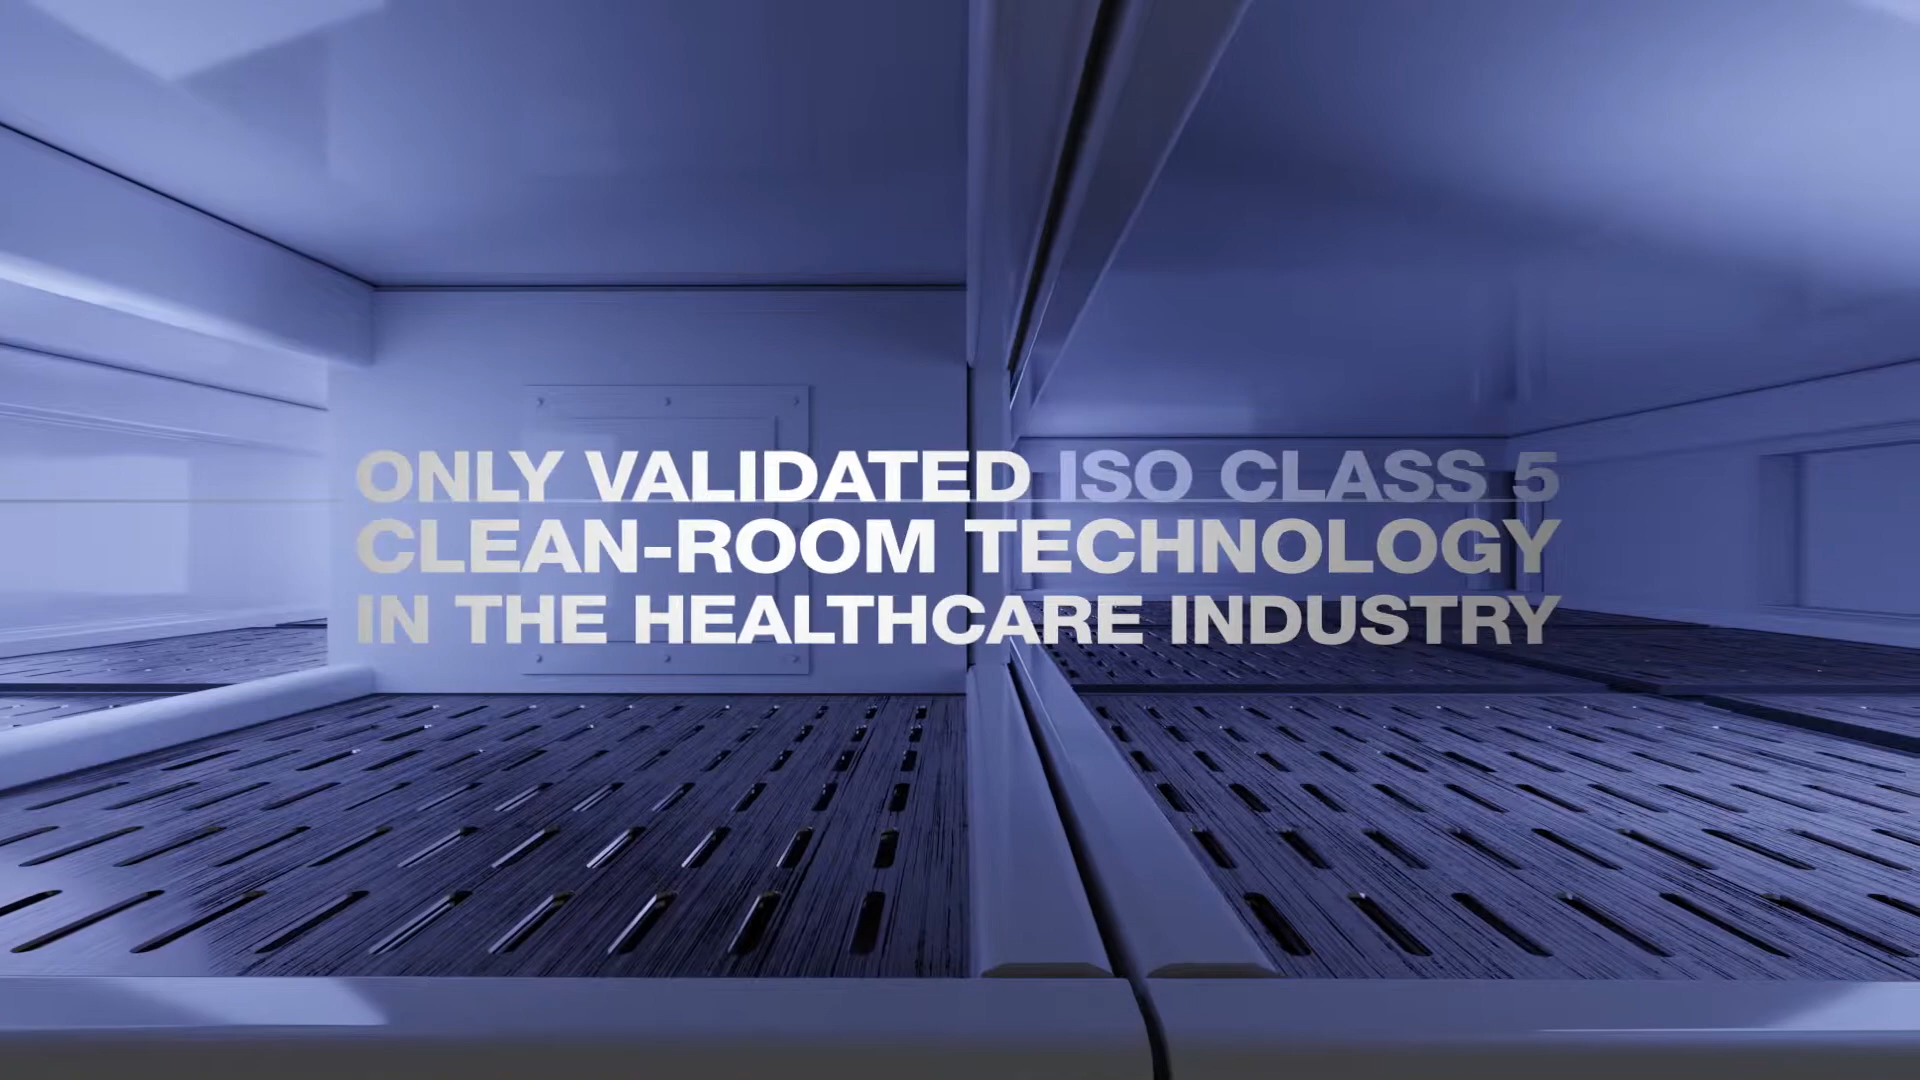 ONLY VALIDATED ISO CLASS 5
CLEAN-ROOM TECHNOLOGY
IN THE HEALTHCARE INDUSTRY